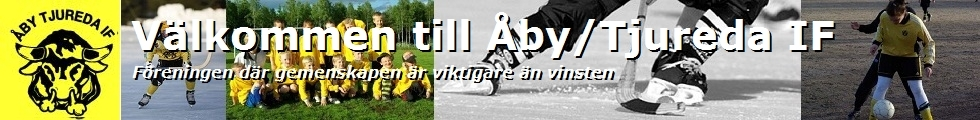 ÅBY TJUREDA IF
Välkommen till Åby/Tjureda IF
Föreningen där gemenskapen är viktigare än vinsten